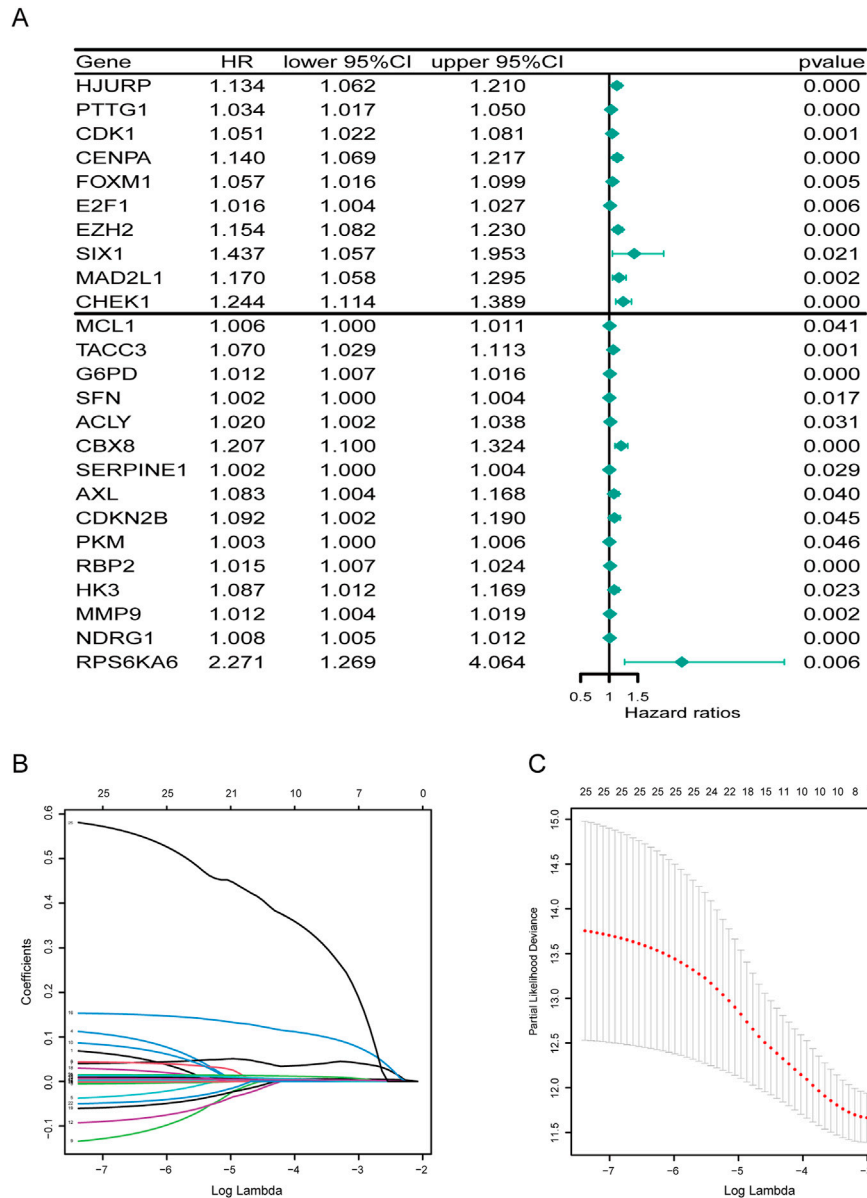 A
Gene HR lower 95%CI upper 95%CI pvalue
HJURP 1.134 1.062 1.210 0.000
PTTG1 1.034 1.017 1.050 0.000
CDK1 1.051 1.022 1.081 0.001
CENPA 1.140 1.069 1.217 0.000
FOXM1 1.057 1.016 1.099 0.005
E2F1 1.016 1.004 1.027 0.006
EZH2 1.154 1.082 1.230 0.000
SIX1 1.437 1.057 1.953 0.021
MAD2L1 1.170 1.058 1.295 0.002
CHEK1 1.244 1.114 1.389 0.000
MCL1 1.006 1.000 1.011 0.041
TACC3 1.070 1.029 1.113 0.001
G6PD 1.012 1.007 1.016 0.000
SFN 1.002 1.000 1.004 0.017
ACLY 1.020 1.002 1.038 0.031
CBX8 1.207 1.100 1.324 0.000
SERPINE1 1.002 1.000 1.004 0.029
AXL 1.083 1.004 1.168 0.040
CDKN2B 1.092 1.002 1.190 0.045
PKM 1.003 1.000 1.006 0.046
RBP2 1.015 1.007 1.024 0.000
HK3 1.087 1.012 1.169 0.023
MMP9 1.012 1.004 1.019 0.002
NDRG1 1.008 1.005 1.012 0.000
RPS6KA6 2.271 1.269 4.064 0.006
0.5 1 1.5
Hazard ratios
B
25 25 21 10 7 0
0.6
0.5
0.4
0.3
0.2
0.1
0.0
−0.1
Coefficients
−7 −6 −5 −4 −3 −2
Log Lambda
C
25 25 25 25 25 25 25 24 22 18 15 11 10 10 10 8
15.0
14.5
14.0
13.5
13.0
12.5
12.0
11.5
Partial Likelihood Deviance
−7 −6 −5 −4
Log Lambda